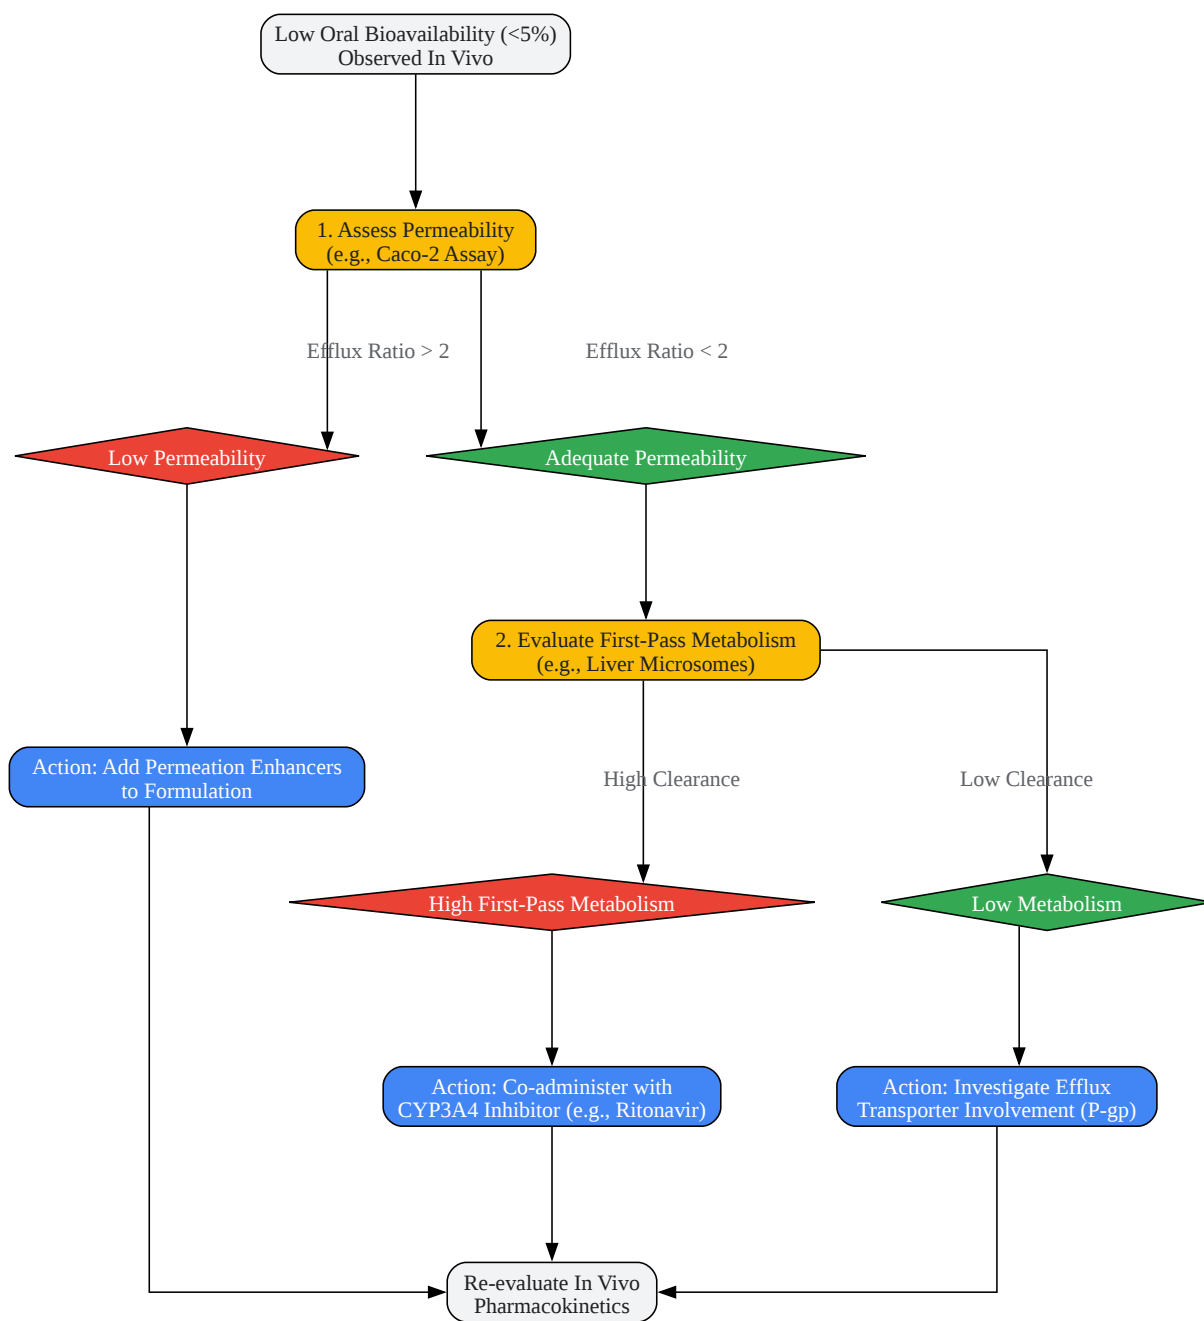 Low Oral Bioavailability (<5%)
Observed In Vivo
1. Assess Permeability
(e.g., Caco-2 Assay)
Efflux Ratio > 2
Efflux Ratio < 2
Low Permeability
Adequate Permeability
2. Evaluate First-Pass Metabolism
(e.g., Liver Microsomes)
Action: Add Permeation Enhancers
to Formulation
High Clearance
Low Clearance
High First-Pass Metabolism
Low Metabolism
Action: Co-administer with
CYP3A4 Inhibitor (e.g., Ritonavir)
Action: Investigate Efflux
Transporter Involvement (P-gp)
Re-evaluate In Vivo
Pharmacokinetics